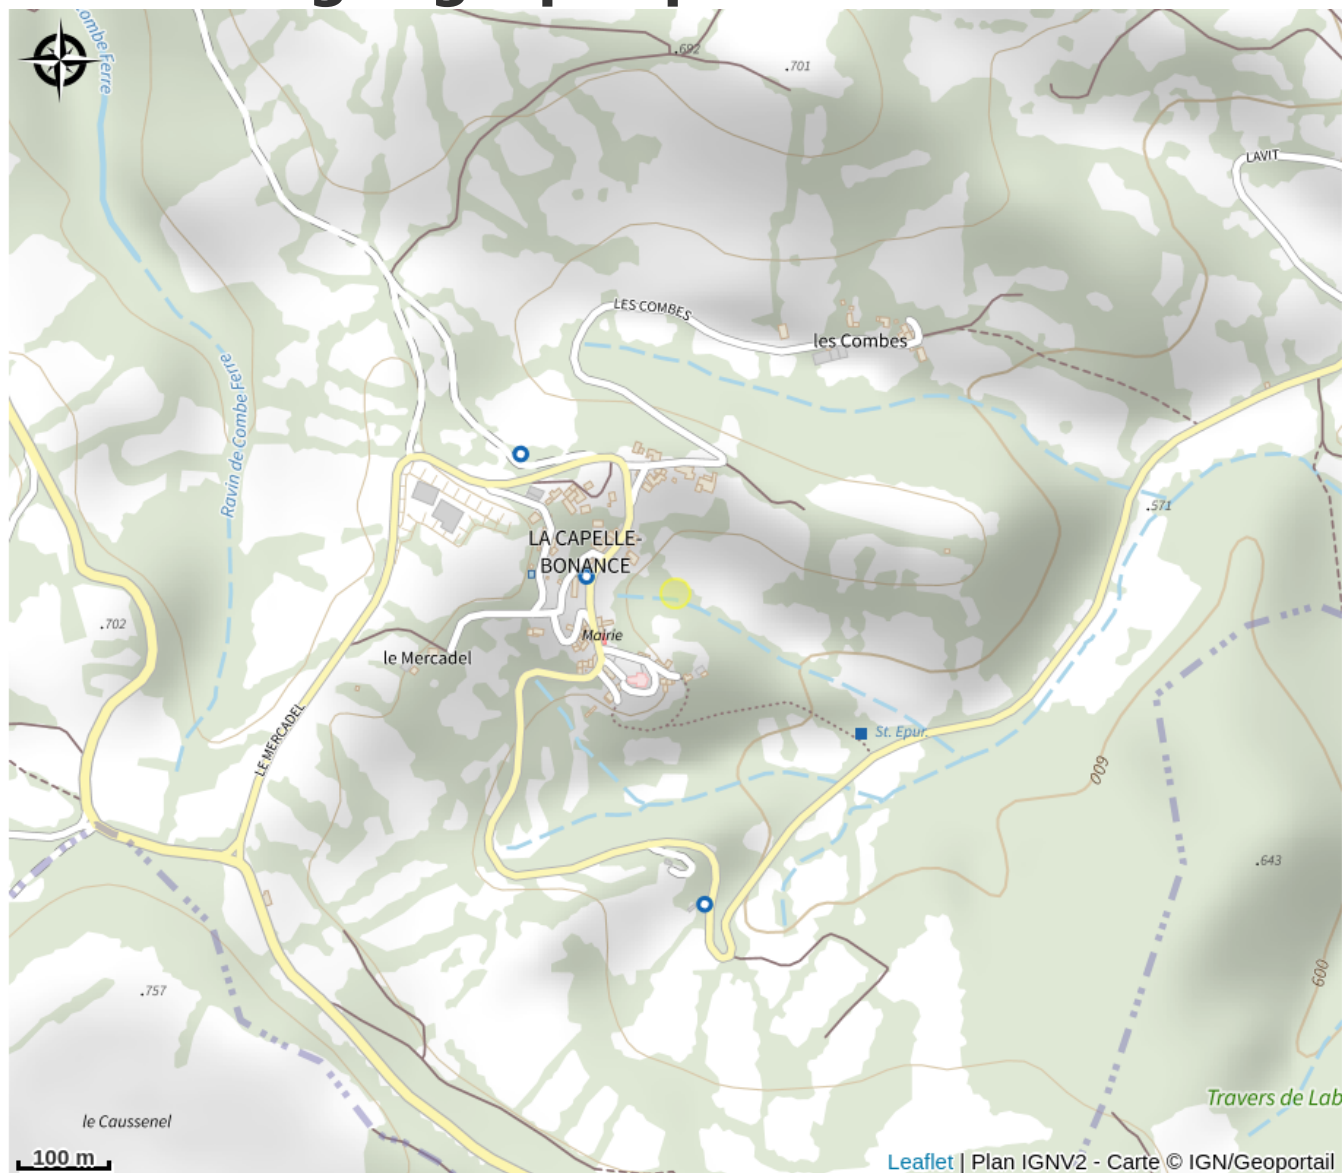 Combe Ferre
.692
.701
LAVIT
LES COMBES
les Combes
Ravin de Combe Ferre
.571
LA CAPELLE-
BONANCE
.702
Mairie
le Mercadel
LE MERCADEL
St. Epur.
600
.643
.757
600
Travers de Lab
le Caussenel
100 m
Leaflet | Plan IGNV2 - Carte © IGN/Geoportail